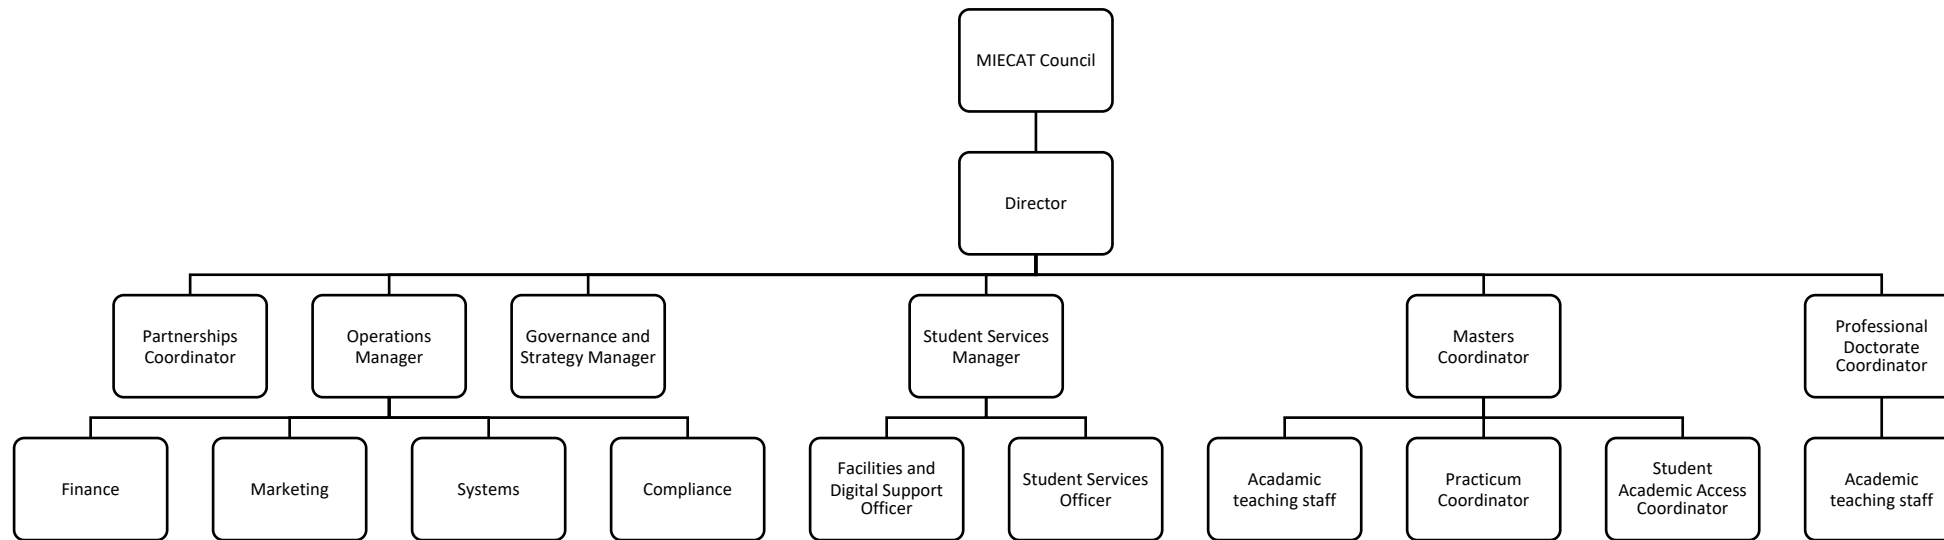 MIECAT Council
Director
Partnerships
Coordinator
Operations
Manager
Governance and
Strategy Manager
Student Services
Manager
Masters
Coordinator
Professional
Doctorate
Coordinator
Finance
Marketing
Systems
Compliance
Facilities and
Digital Support
Officer
Student Services
Officer
Acadamic
teaching staff
Practicum
Coordinator
Student
Academic Access
Coordinator
Academic
teaching staff